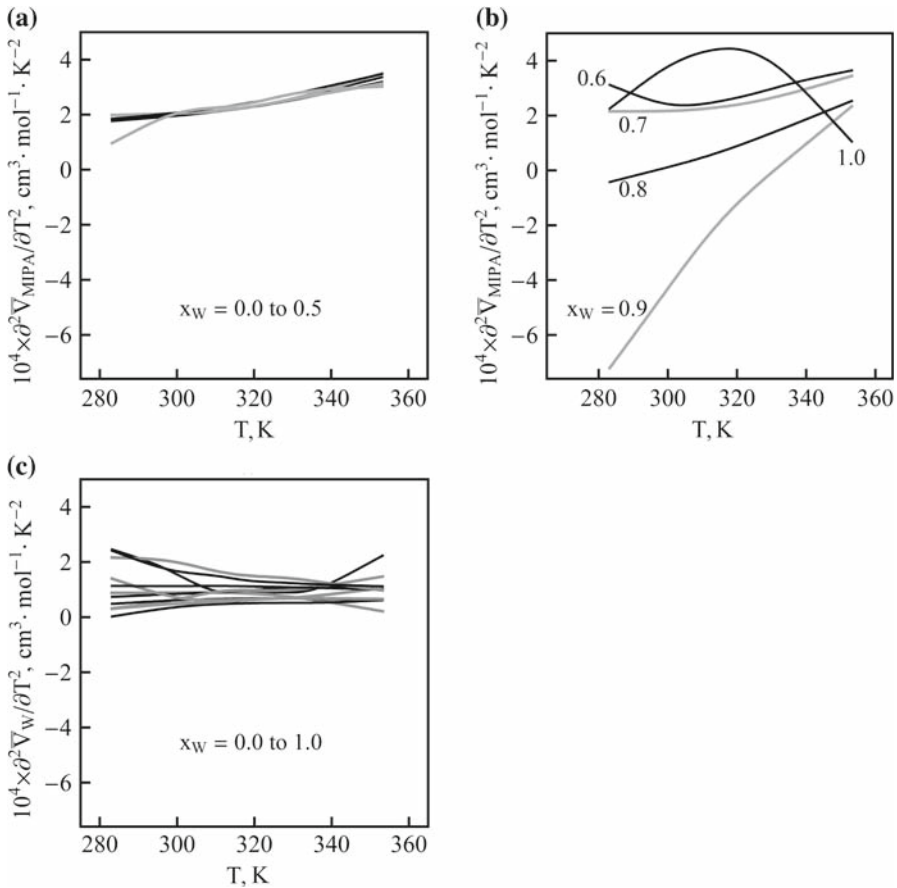 (a)
10⁴×∂²V̅MIPA/∂T², cm³· mol⁻¹· K⁻²
4
2
0
−2
−4
−6
xW = 0.0 to 0.5
280 300 320 340 360
T, K
(b)
10⁴×∂²V̅MIPA/∂T², cm³· mol⁻¹· K⁻²
4
2
0
−2
−4
−6
0.6
0.7
0.8
1.0
xW = 0.9
280 300 320 340 360
T, K
(c)
10⁴×∂²V̅W/∂T², cm³· mol⁻¹· K⁻²
4
2
0
−2
−4
−6
xW = 0.0 to 1.0
280 300 320 340 360
T, K